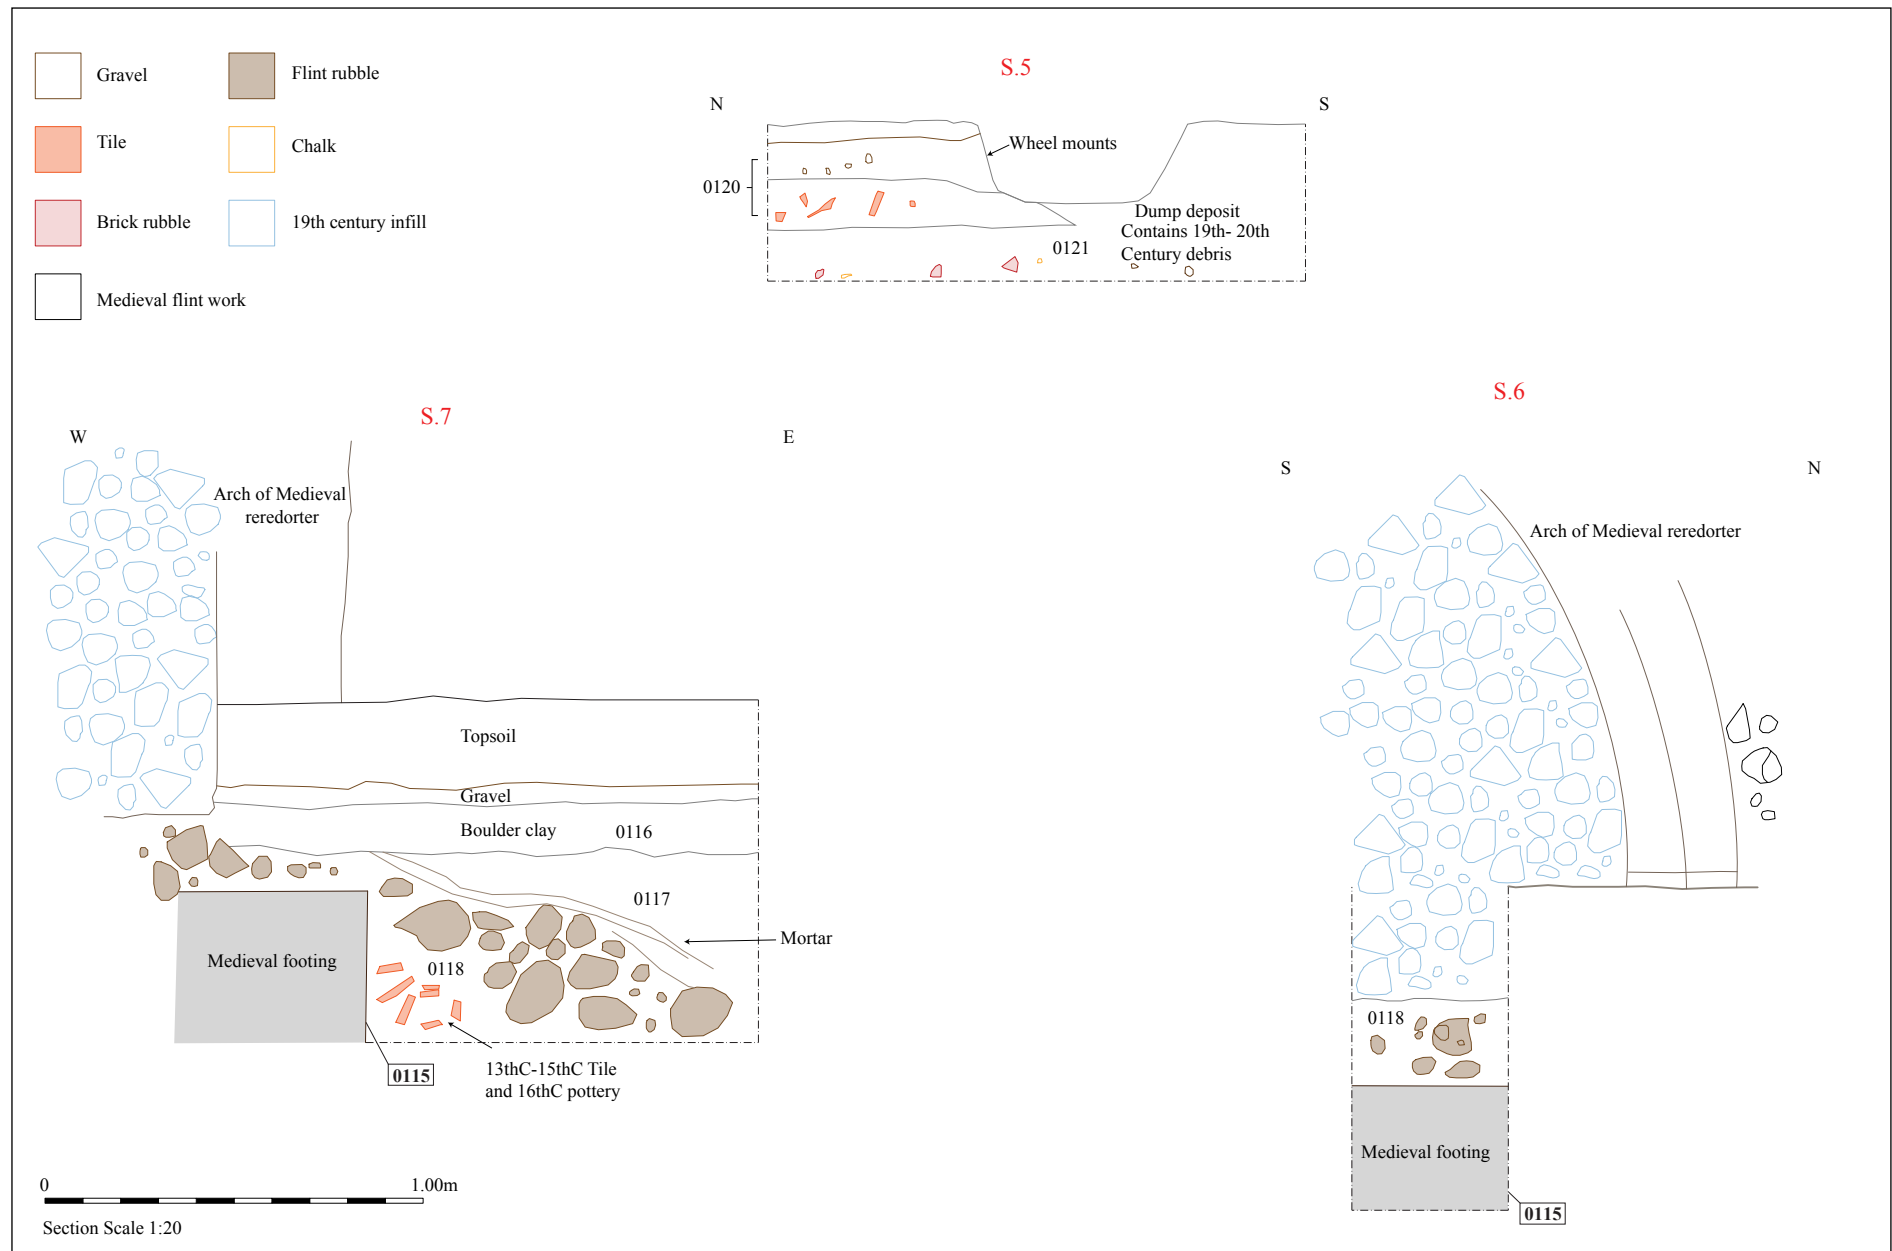 Gravel
Flint rubble
Tile
Chalk
Brick rubble
19th century infill
Medieval flint work
S.5
N
S
Wheel mounts
0120
Dump deposit
Contains 19th- 20th
Century debris
0121
S.7
W
E
Arch of Medieval
reredorter
Topsoil
Gravel
Boulder clay
0116
0117
Mortar
Medieval footing
0118
13thC-15thC Tile
and 16thC pottery
0115
S.6
S
N
Arch of Medieval reredorter
0118
Medieval footing
0115
0
1.00m
Section Scale 1:20